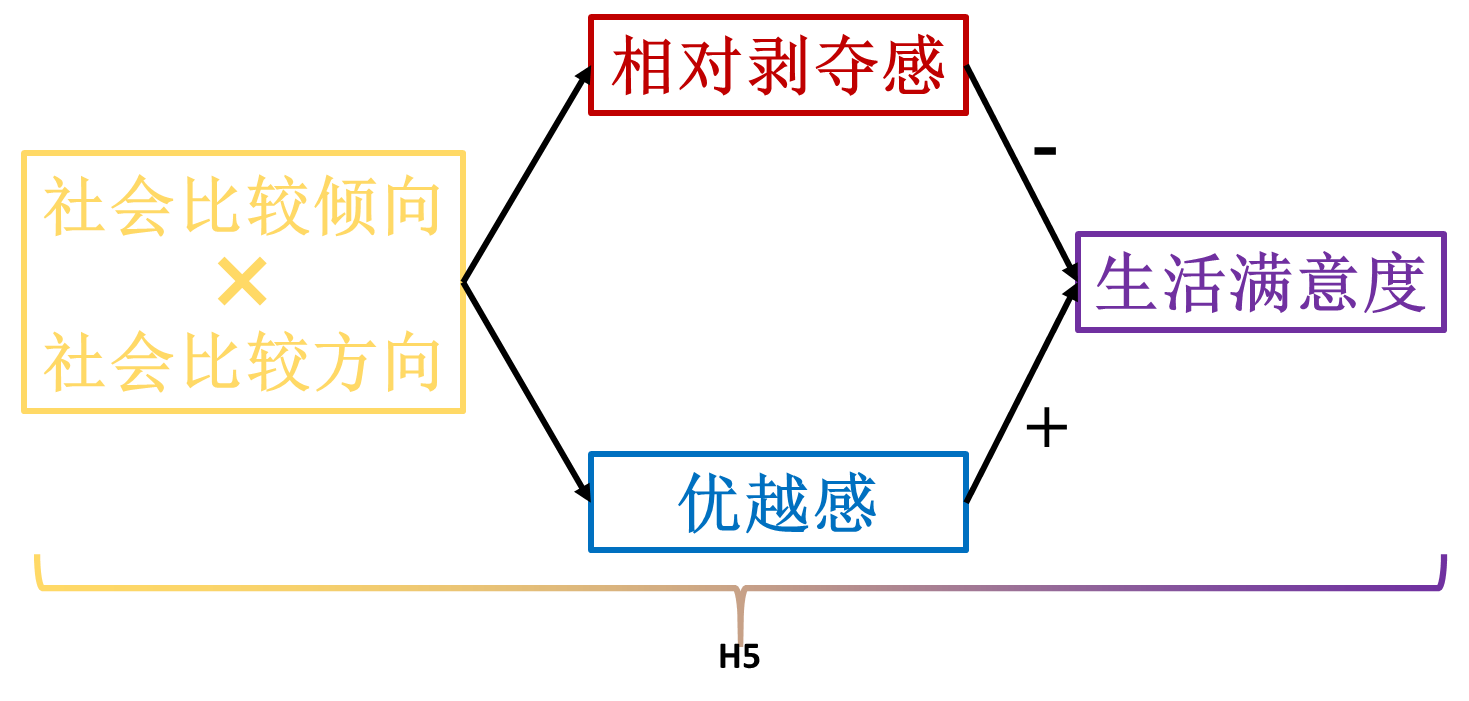 相对剥夺感
-
社会比较倾向
×
社会比较方向
生活满意度
+
优越感
H5